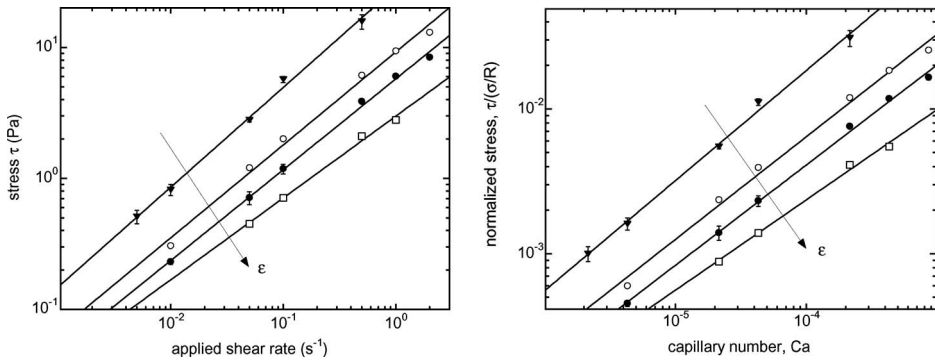 10¹
10⁰
10⁻¹
stress τ (Pa)
ε
10⁻² 10⁻¹ 10⁰
applied shear rate (s⁻¹)
10⁻²
10⁻³
normalized stress, τ/(σ/R)
ε
10⁻⁵ 10⁻⁴
capillary number, Ca